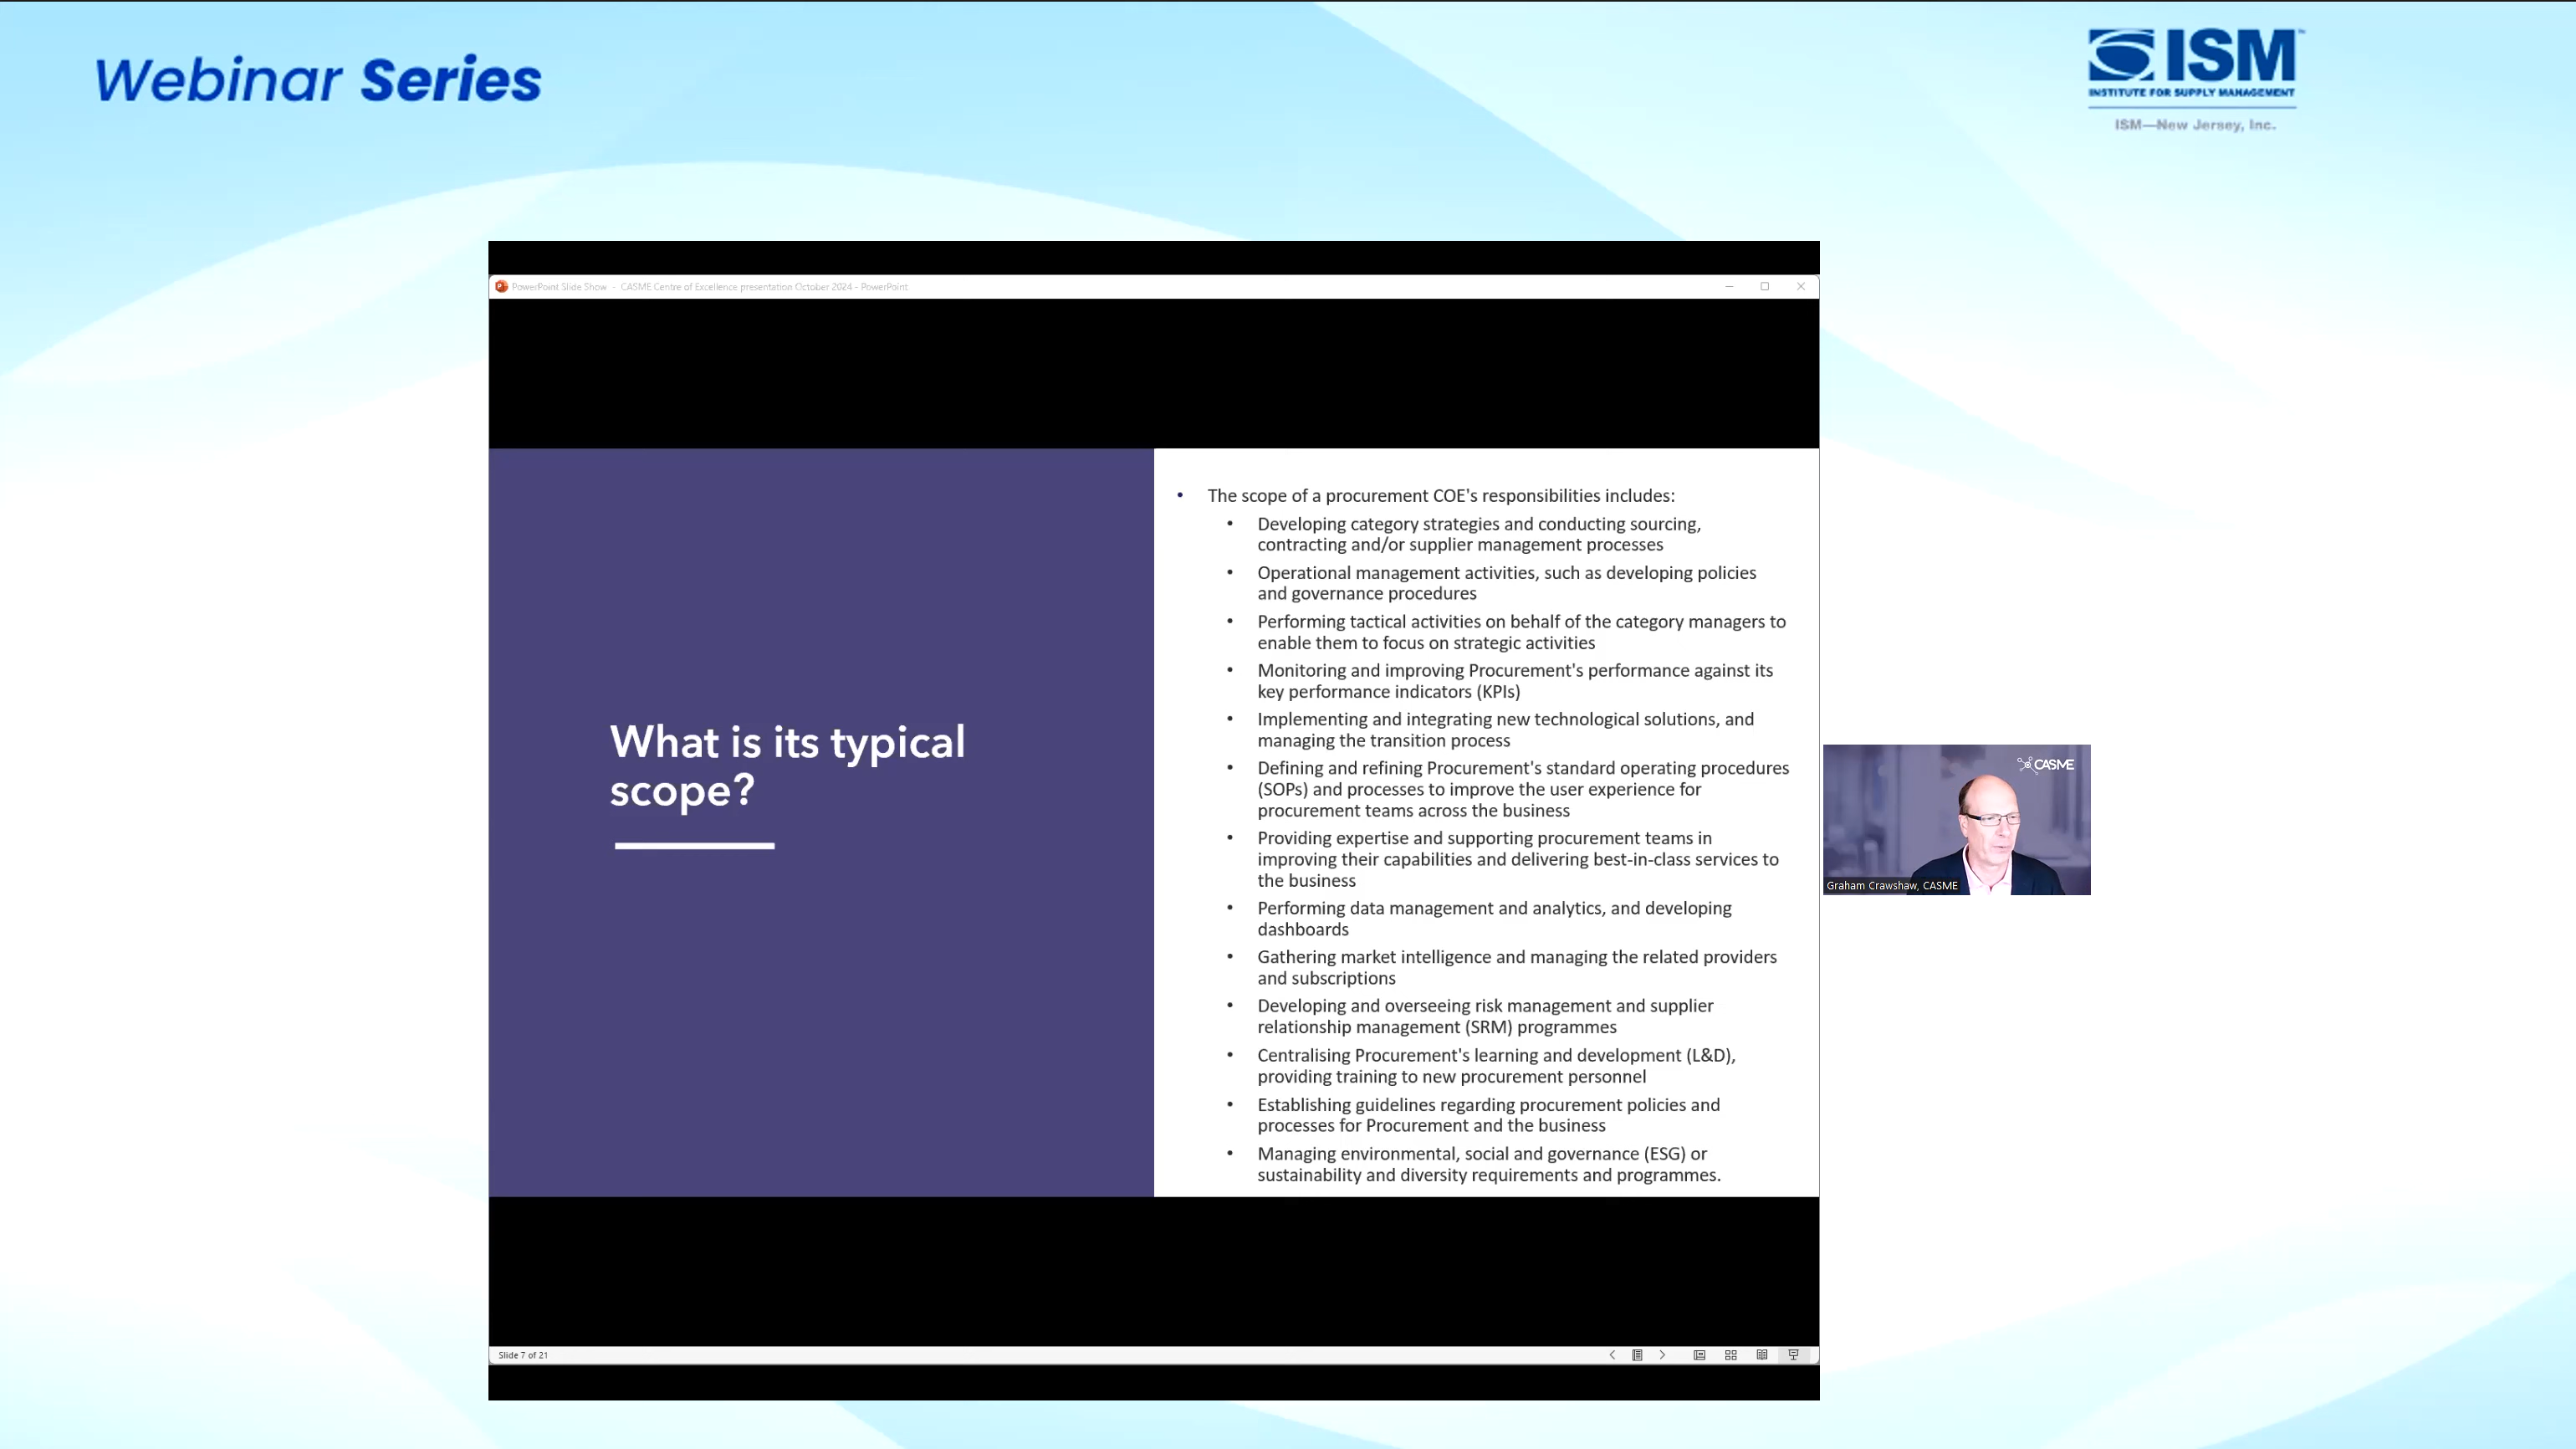 Webinar Series
ISM™
INSTITUTE FOR SUPPLY MANAGEMENT
ISM—New Jersey, Inc.
PowerPoint Slide Show - CASME Centre of Excellence presentation October 2024 - PowerPoint
What is its typical
scope?
• The scope of a procurement COE's responsibilities includes:
• Developing category strategies and conducting sourcing,
contracting and/or supplier management processes
• Operational management activities, such as developing policies
and governance procedures
• Performing tactical activities on behalf of the category managers to
enable them to focus on strategic activities
• Monitoring and improving Procurement's performance against its
key performance indicators (KPIs)
• Implementing and integrating new technological solutions, and
managing the transition process
• Defining and refining Procurement's standard operating procedures
(SOPs) and processes to improve the user experience for
procurement teams across the business
• Providing expertise and supporting procurement teams in
improving their capabilities and delivering best-in-class services to
the business
• Performing data management and analytics, and developing
dashboards
• Gathering market intelligence and managing the related providers
and subscriptions
• Developing and overseeing risk management and supplier
relationship management (SRM) programmes
• Centralising Procurement's learning and development (L&D),
providing training to new procurement personnel
• Establishing guidelines regarding procurement policies and
processes for Procurement and the business
• Managing environmental, social and governance (ESG) or
sustainability and diversity requirements and programmes.
CASME
Graham Crawshaw, CASME
Slide 7 of 21